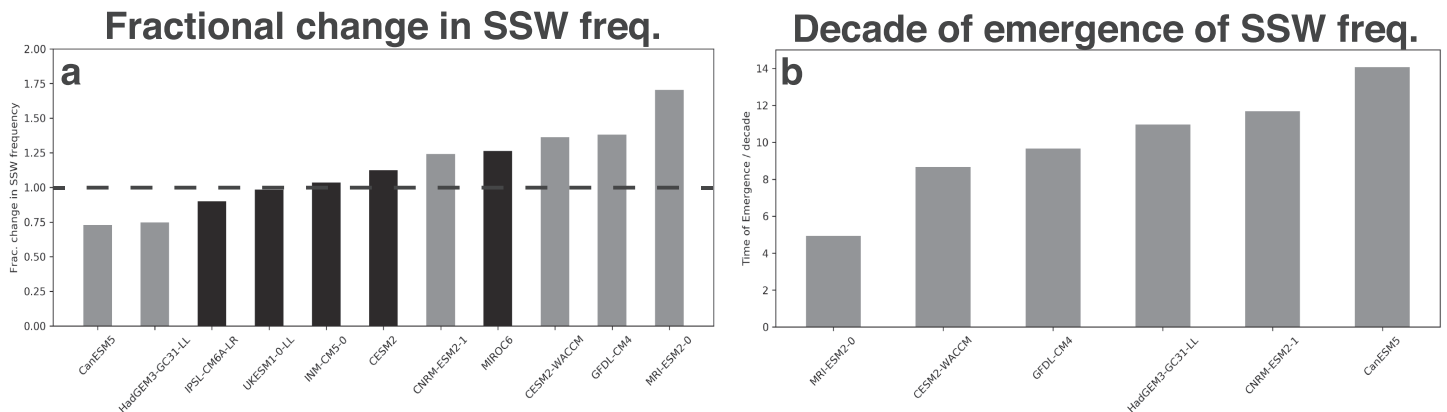 Fractional change in SSW freq.
a
Frac. change in SSW frequency
2.00
1.75
1.50
1.25
1.00
0.75
0.50
0.25
0.00
CanESM5
HadGEM3-GC31-LL
IPSL-CM6A-LR
UKESM1-0-LL
INM-CM5-0
CESM2
CNRM-ESM2-1
MIROC6
CESM2-WACCM
GFDL-CM4
MRI-ESM2-0
Decade of emergence of SSW freq.
b
Time of Emergence / decade
14
12
10
8
6
4
2
0
MRI-ESM2-0
CESM2-WACCM
GFDL-CM4
HadGEM3-GC31-LL
CNRM-ESM2-1
CanESM5